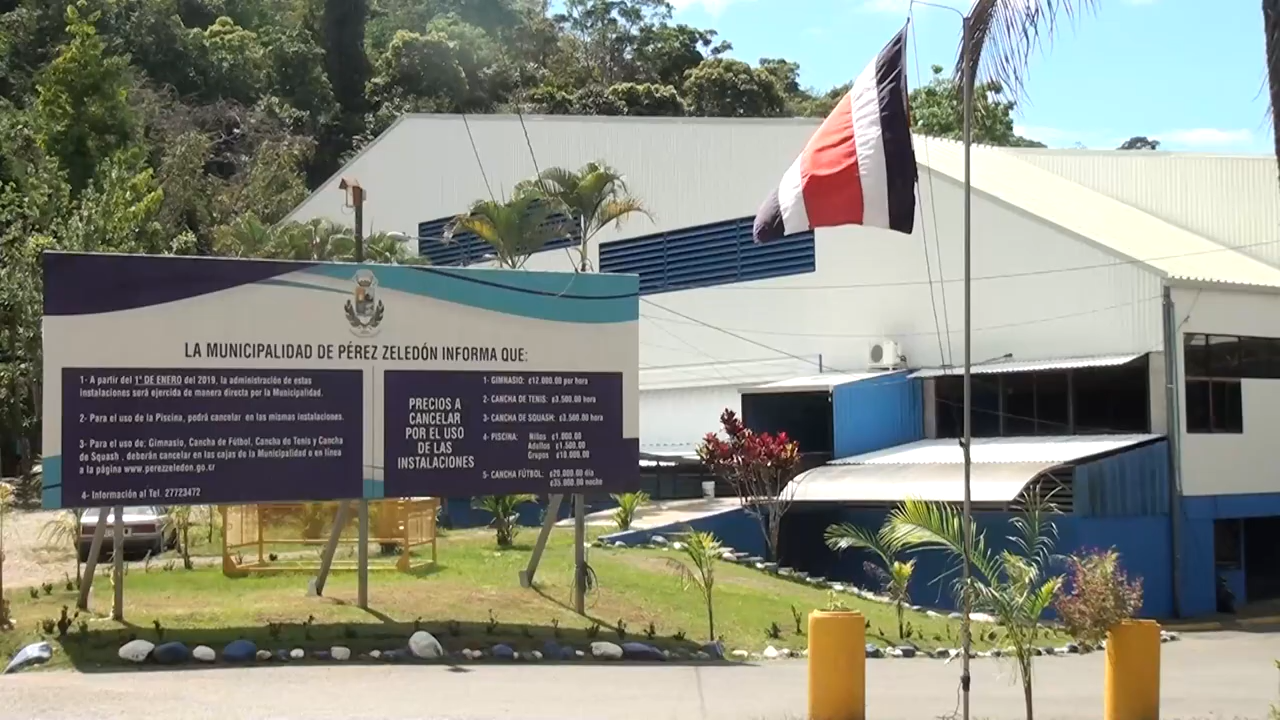 LA MUNICIPALIDAD DE PÉREZ ZELEDÓN INFORMA QUE:
1- A partir del 1° DE ENERO del 2019, la administración de estas
instalaciones será ejercida de manera directa por la Municipalidad.
2- Para el uso de la Piscina, podrá cancelar en las mismas instalaciones.
3- Para el uso de: Gimnasio, Cancha de Fútbol, Cancha de Tenis y Cancha
de Squash , deberán cancelar en las cajas de la Municipalidad o en línea
a la página www.perezzeledon.go.cr
4- Información al Tel. 27723472
PRECIOS A
CANCELAR
POR EL USO
DE LAS
INSTALACIONES
1- GIMNASIO: ¢12.000.00 por hora
2- CANCHA DE TENIS: ¢3.500.00 hora
3- CANCHA DE SQUASH: ¢3.500.00 hora
4- PISCINA: Niños ¢1.000.00
Adultos ¢1.500.00
Grupos ¢10.000.00
5- CANCHA FÚTBOL: ¢20.000.00 día
¢35.000.00 noche